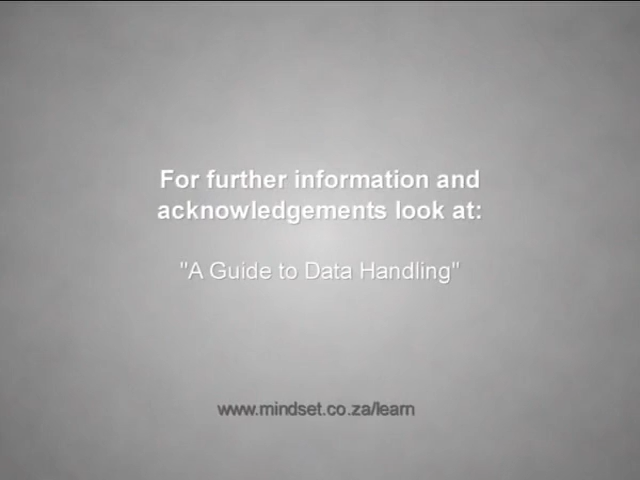 For further information and
acknowledgements look at:
"A Guide to Data Handling"
www.mindset.co.za/learn